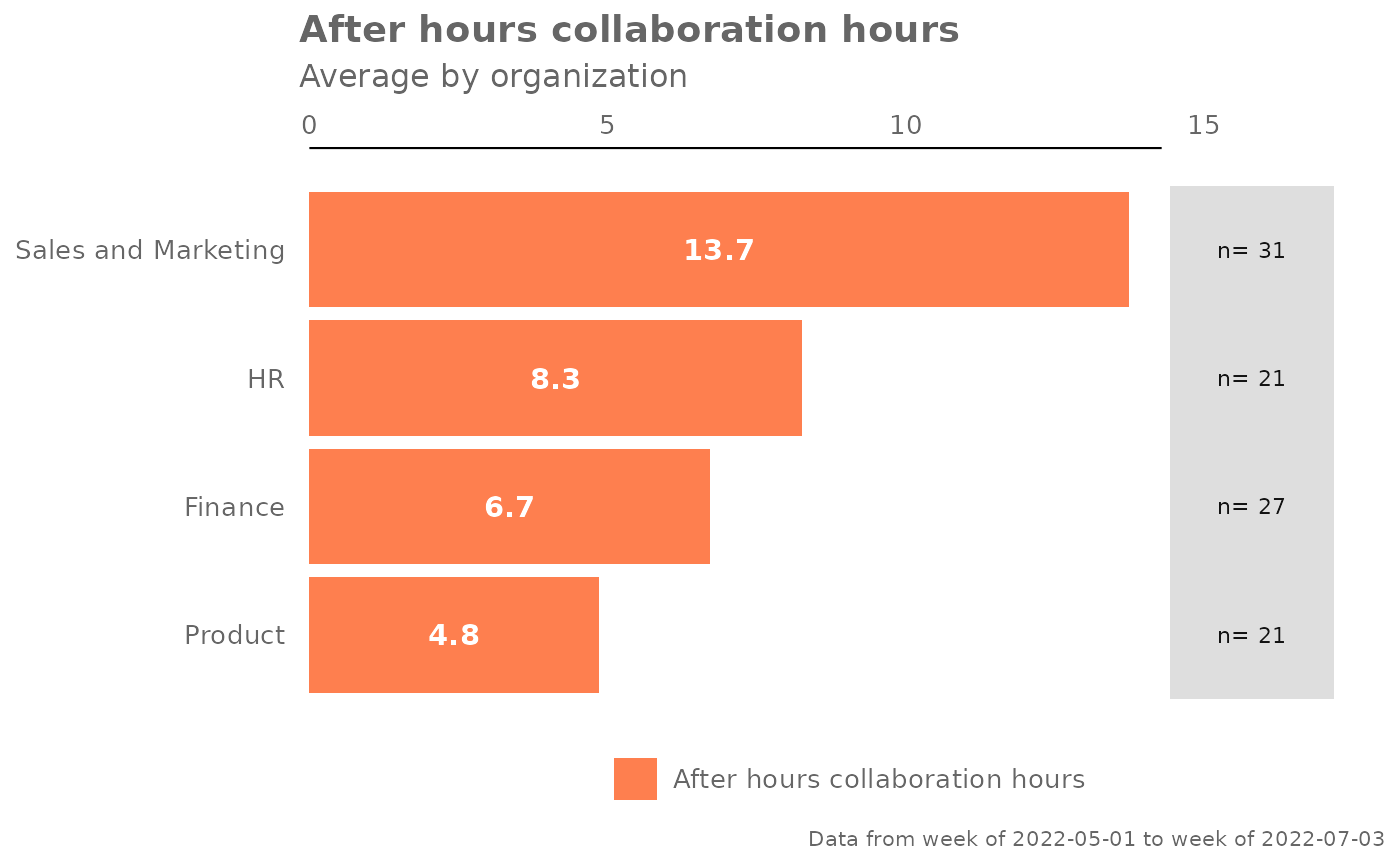 After hours collaboration hours
Average by organization
0 5 10 15
Sales and Marketing 13.7 n= 31
HR 8.3 n= 21
Finance 6.7 n= 27
Product 4.8 n= 21
After hours collaboration hours
Data from week of 2022-05-01 to week of 2022-07-03